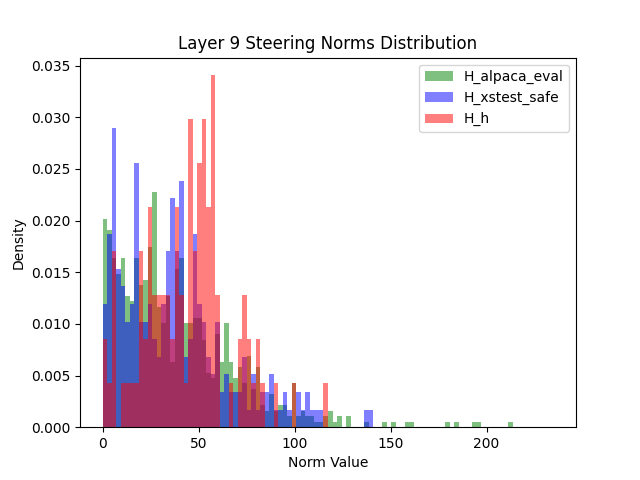 Layer 9 Steering Norms Distribution
H_alpaca_eval
H_xstest_safe
H_h
0.035
0.030
0.025
0.020
0.015
0.010
0.005
0.000
Density
0
50
100
150
200
Norm Value